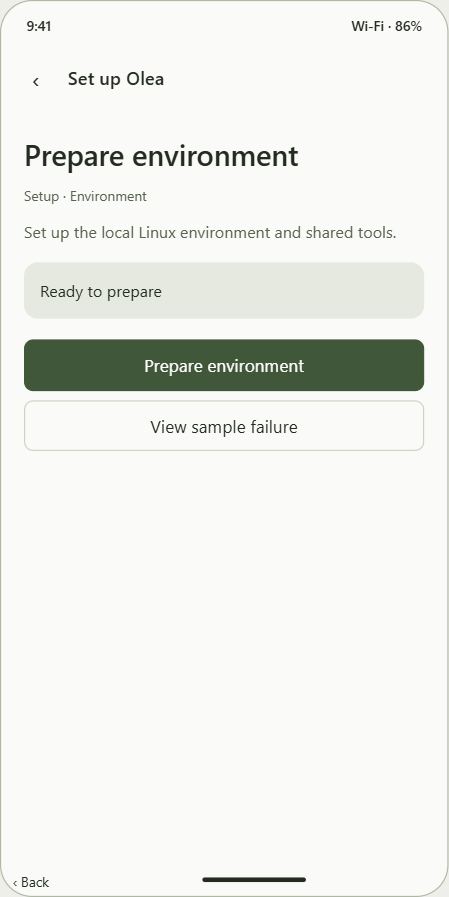 9:41 Wi-Fi · 86%
‹ Set up Olea
Prepare environment
Setup · Environment
Set up the local Linux environment and shared tools.
Ready to prepare
Prepare environment
View sample failure
‹ Back